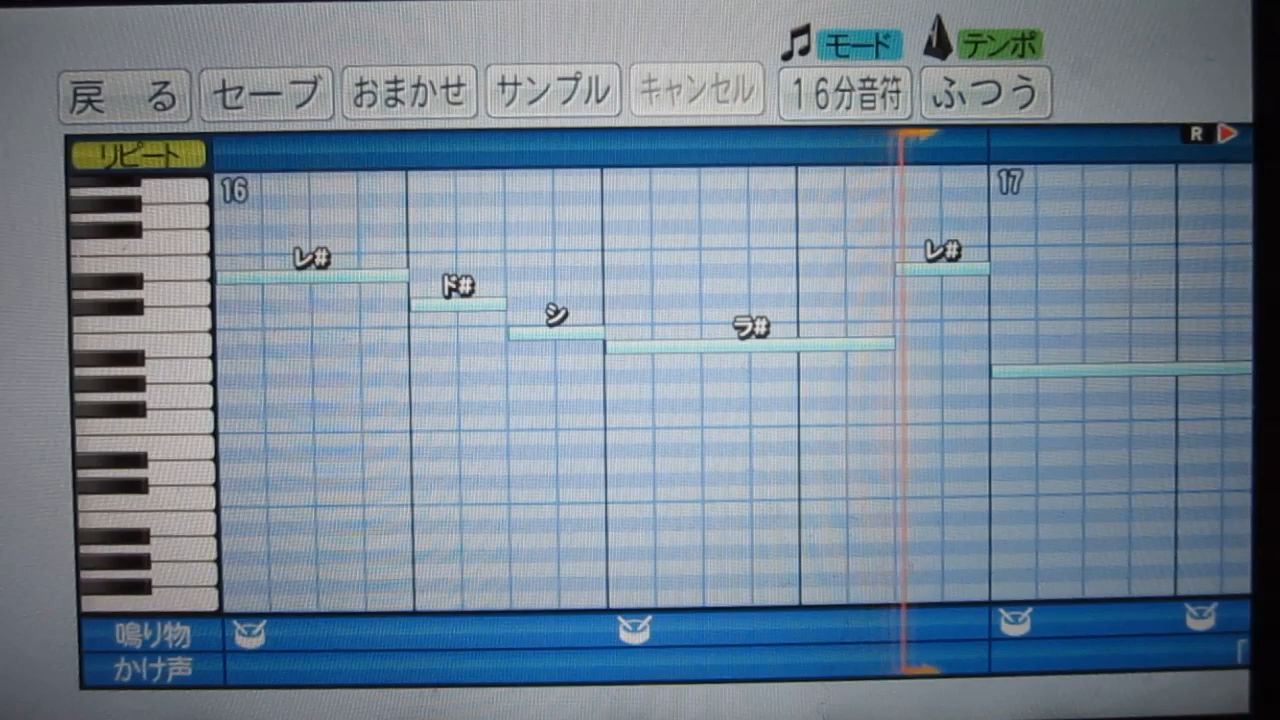 モード テンポ
戻る セーブ おまかせ サンプル キャンセル 16分音符 ふつう
リピート R
16 17
レ# レ#
ド#
シ
ラ#
鳴り物
かけ声